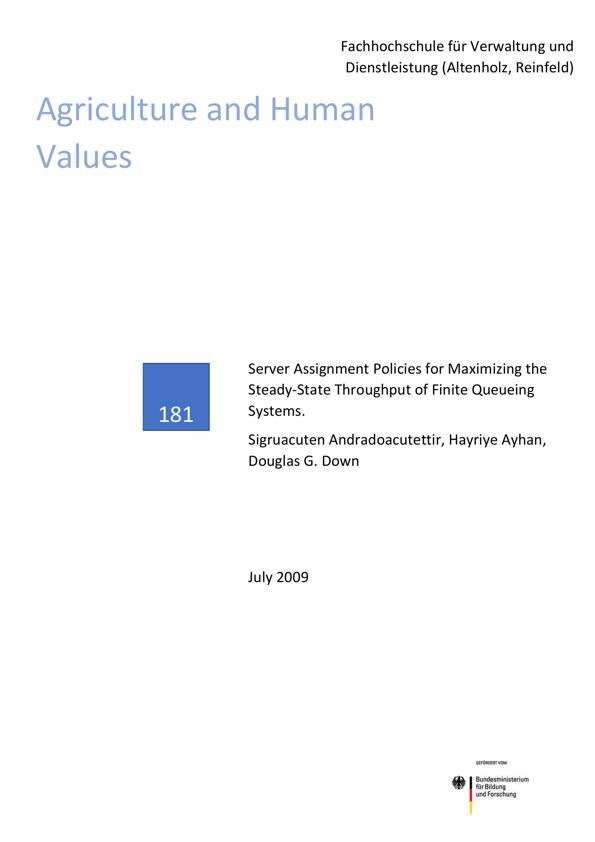 Fachhochschule für Verwaltung und
Dienstleistung (Altenholz, Reinfeld)
Agriculture and Human
Values
181
Server Assignment Policies for Maximizing the
Steady-State Throughput of Finite Queueing
Systems.
Sigruacuten Andradoacutettir, Hayriye Ayhan,
Douglas G. Down
July 2009
GEFÖRDERT VOM
Bundesministerium
für Bildung
und Forschung